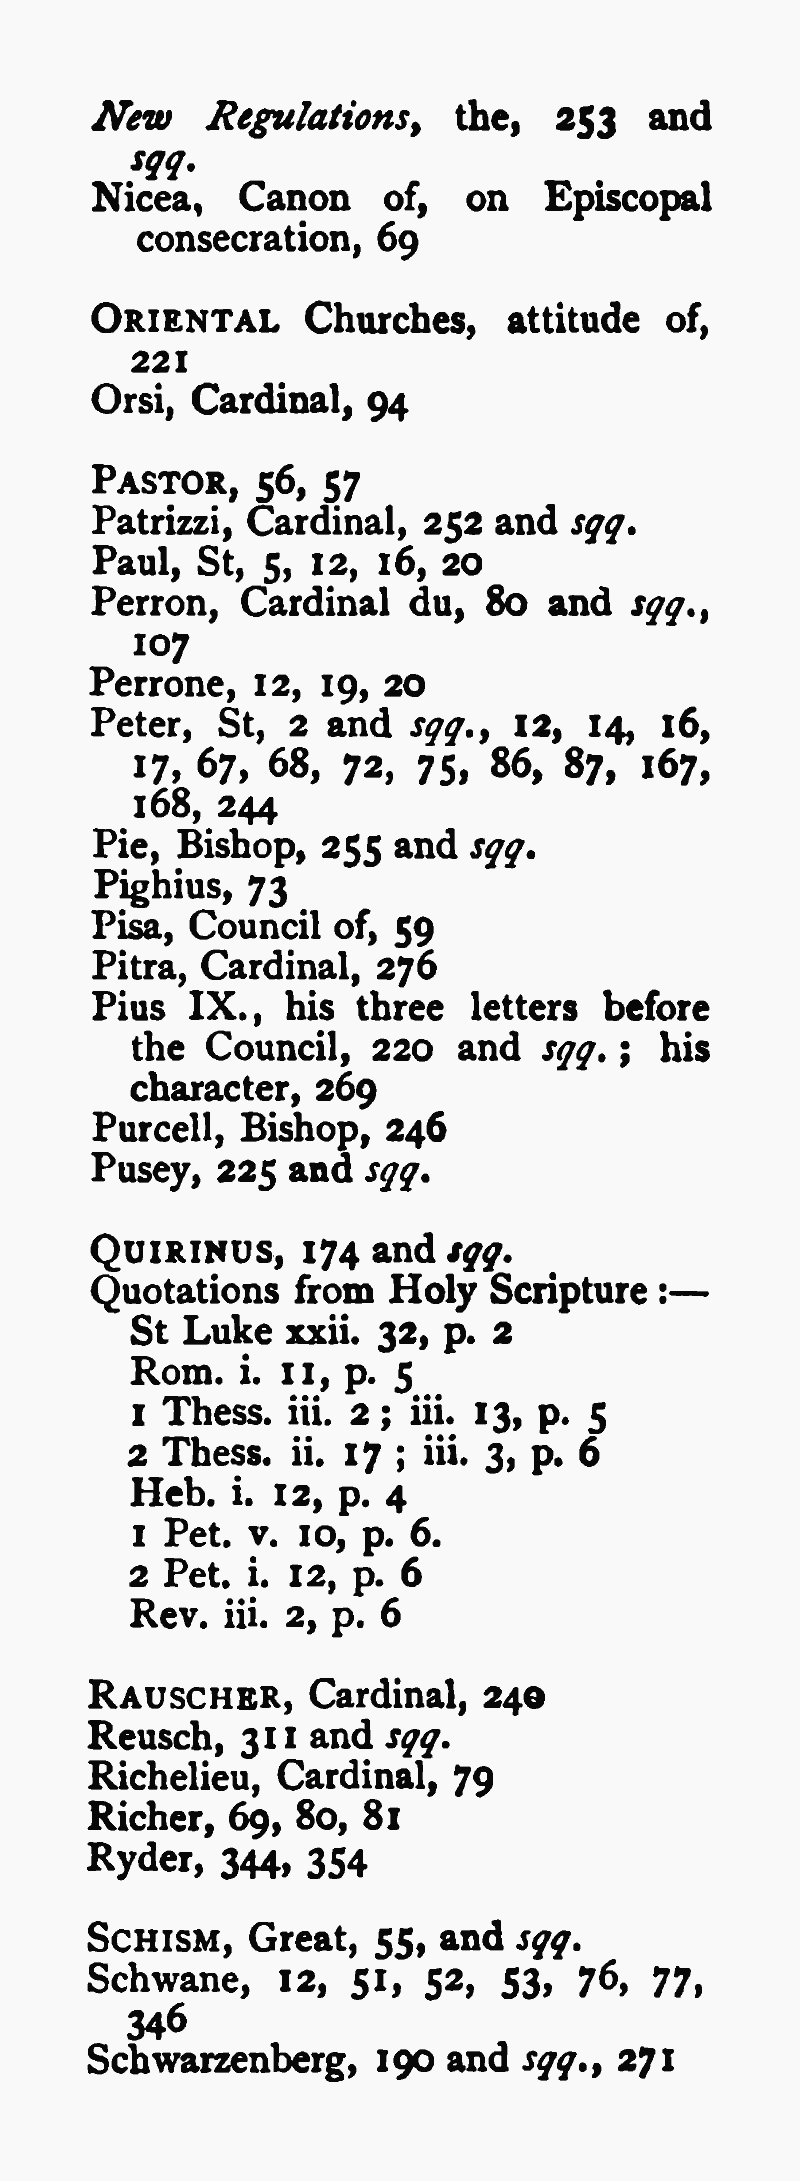 New Regulations, the, 253 and
sqq.
Nicea, Canon of, on Episcopal
consecration, 69
ORIENTAL Churches, attitude of,
221
Orsi, Cardinal, 94
PASTOR, 56, 57
Patrizzi, Cardinal, 252 and sqq.
Paul, St, 5, 12, 16, 20
Perron, Cardinal du, 80 and sqq.,
107
Perrone, 12, 19, 20
Peter, St, 2 and sqq., 12, 14, 16,
17, 67, 68, 72, 75, 86, 87, 167,
168, 244
Pie, Bishop, 255 and sqq.
Pighius, 73
Pisa, Council of, 59
Pitra, Cardinal, 276
Pius IX., his three letters before
the Council, 220 and sqq. ; his
character, 269
Purcell, Bishop, 246
Pusey, 225 and sqq.
QUIRINUS, 174 and sqq.
Quotations from Holy Scripture :—
St Luke xxii. 32, p. 2
Rom. i. 11, p. 5
1 Thess. iii. 2 ; iii. 13, p. 5
2 Thess. ii. 17 ; iii. 3, p. 6
Heb. i. 12, p. 4
1 Pet. v. 10, p. 6.
2 Pet. i. 12, p. 6
Rev. iii. 2, p. 6
RAUSCHER, Cardinal, 240
Reusch, 311 and sqq.
Richelieu, Cardinal, 79
Richer, 69, 80, 81
Ryder, 344, 354
SCHISM, Great, 55, and sqq.
Schwane, 12, 51, 52, 53, 76, 77,
346
Schwarzenberg, 190 and sqq., 271